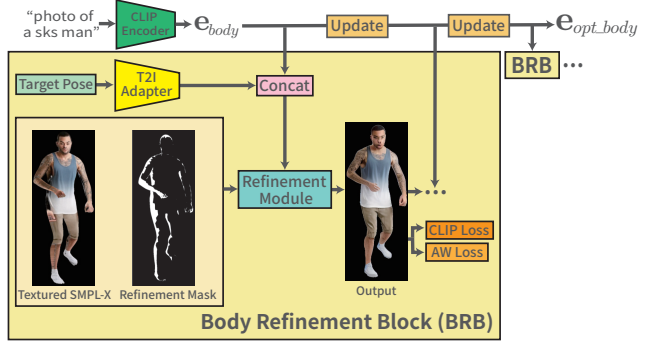 “photo of
a sks man”
CLIP
Encoder
e_body
Update
Update
e_opt_body
BRB ...
Target Pose
T2I
Adapter
Concat
Refinement
Module
...
CLIP Loss
AW Loss
Textured SMPL-X
Refinement Mask
Output
Body Refinement Block (BRB)